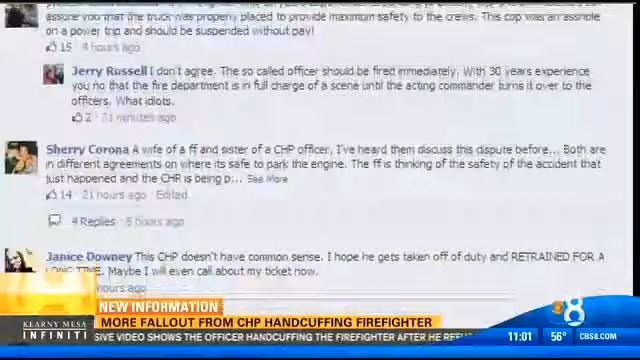 assure you that the truck was properly placed to provide maximum safety to the crews. This cop was an asshole
on a power trip and should be suspended without pay!
15 · 4 hours ago
Jerry Russell I don't agree. The so called officer should be fired immediately. With 30 years experience
you no that the fire department is in full charge of a scene until the acting commander turns it over to the
officers. What idiots.
2 · 21 minutes ago
Sherry Corona A wife of a ff and sister of a CHP officer, I've heard them discuss this dispute before... Both are
in different agreements on where its safe to park the engine. The ff is thinking of the safety of the accident that
just happened and the CHP is being p... See More
14 · 21 hours ago · Edited
4 Replies · 5 hours ago
Janice Downey This CHP doesn't have common sense. I hope he gets taken off of duty and RETRAINED FOR A
LONG TIME. Maybe I will even call about my ticket now.
hours ago
8
NEW INFORMATION
MORE FALLOUT FROM CHP HANDCUFFING FIREFIGHTER
8
KEARNY MESA
INFINITI
SIVE VIDEO SHOWS THE OFFICER HANDCUFFING THE FIREFIGHTER AFTER HE REFU
11:01 56° CBS8.COM